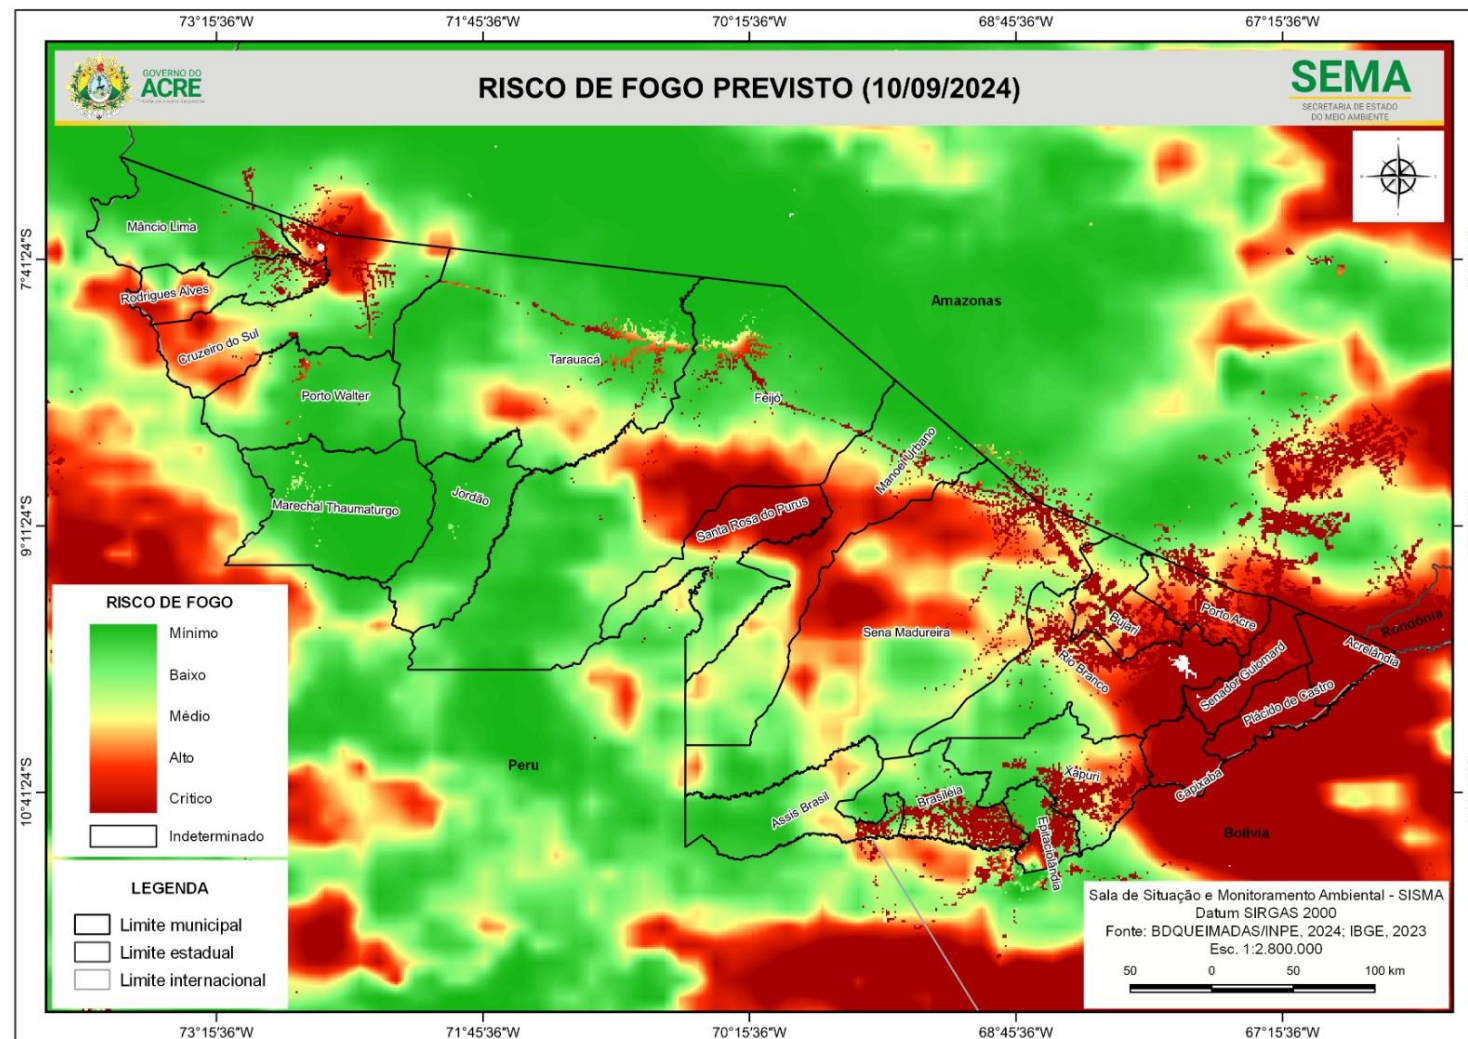 73°15'36"W
71°45'36"W
70°15'36"W
68°45'36"W
67°15'36"W
GOVERNO DO
ACRE
RISCO DE FOGO PREVISTO (10/09/2024)
SEMA
SECRETARIA DE ESTADO
DO MEIO AMBIENTE
Mâncio Lima
7°41'24"S
Rodrigues Alves
Amazonas
Cruzeiro do Sul
Tarauacá
Porto Walter
Feijó
Manoel Urbano
Jordão
Marechal Thaumaturgo
Santa Rosa do Purus
9°11'24"S
RISCO DE FOGO
Mínimo
Baixo
Médio
Alto
Crítico
Indeterminado
Sena Madureira
Bujari
Porto Acre
Rondônia
Acrelândia
Rio Branco
Senador Guiomard
Plácido de Castro
Peru
Xapuri
Capixaba
10°41'24"S
Assis Brasil
Brasiléia
Epitaciolândia
Bolívia
LEGENDA
Limite municipal
Limite estadual
Limite internacional
Sala de Situação e Monitoramento Ambiental - SISMA
Datum SIRGAS 2000
Fonte: BDQUEIMADAS/INPE, 2024; IBGE, 2023
Esc. 1:2.800.000
50 0 50 100 km
73°15'36"W
71°45'36"W
70°15'36"W
68°45'36"W
67°15'36"W